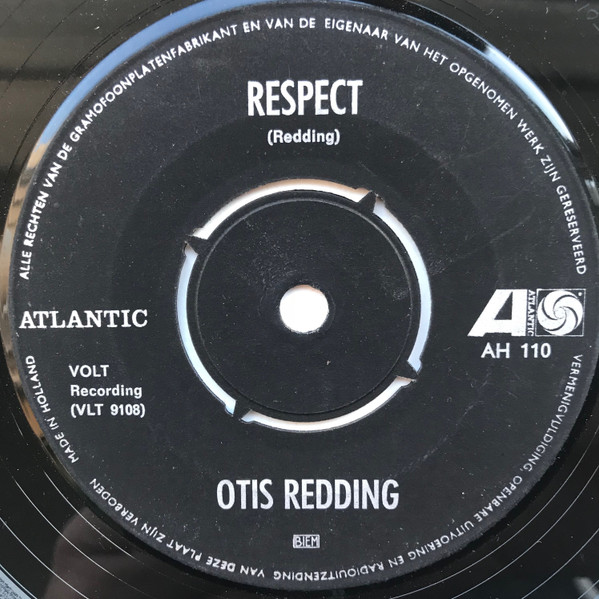 ALLE RECHTEN VAN DE GRAMOFOONPLATENFABRIKANT EN VAN DE EIGENAAR VAN HET OPGENOMEN WERK ZIJN GERESERVEERD
RESPECT
(Redding)
ATLANTIC
A ATLANTIC
AH 110
VOLT
Recording
(VLT 9108)
OTIS REDDING
BIEM
MADE IN HOLLAND
VERMENIGVULDIGING, OPENBARE UITVOERING EN RADIOUITZENDING VAN DEZE PLAAT ZIJN VERBODEN